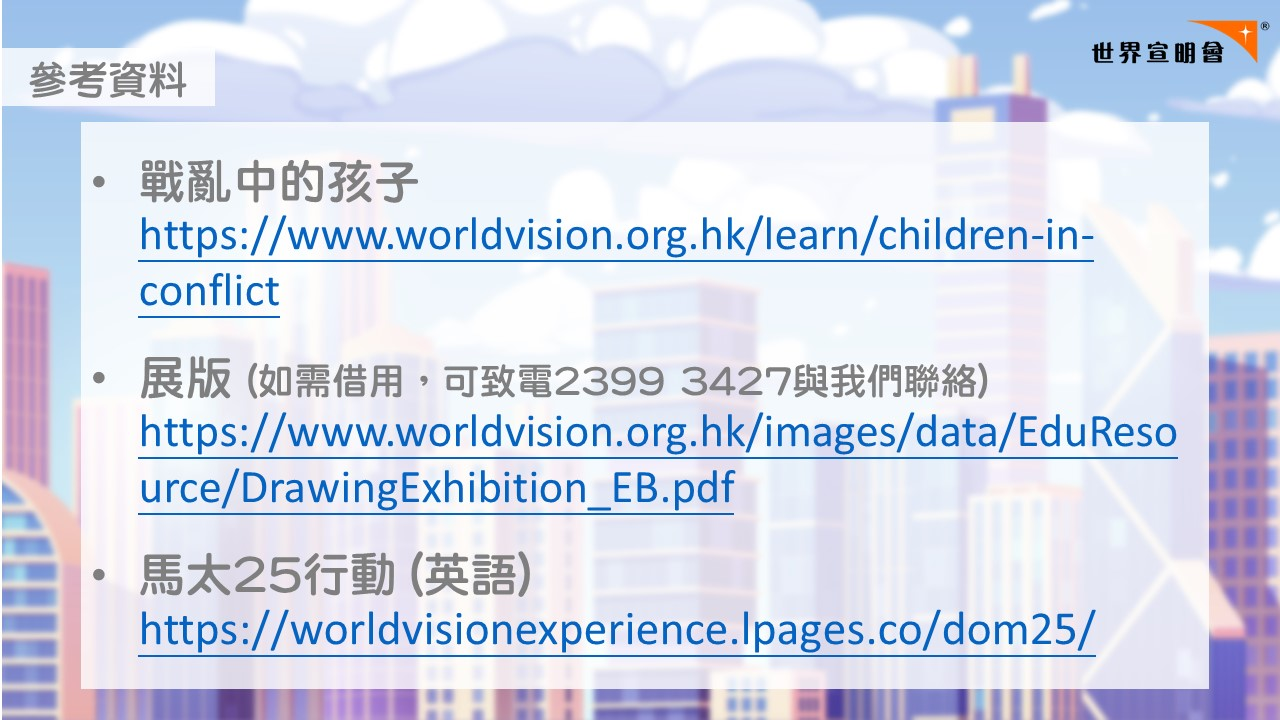 世界宣明會®
參考資料
• 戰亂中的孩子
https://www.worldvision.org.hk/learn/children-in-
conflict
• 展版 (如需借用，可致電2399 3427與我們聯絡)
https://www.worldvision.org.hk/images/data/EduReso
urce/DrawingExhibition_EB.pdf
• 馬太25行動 (英語)
https://worldvisionexperience.lpages.co/dom25/